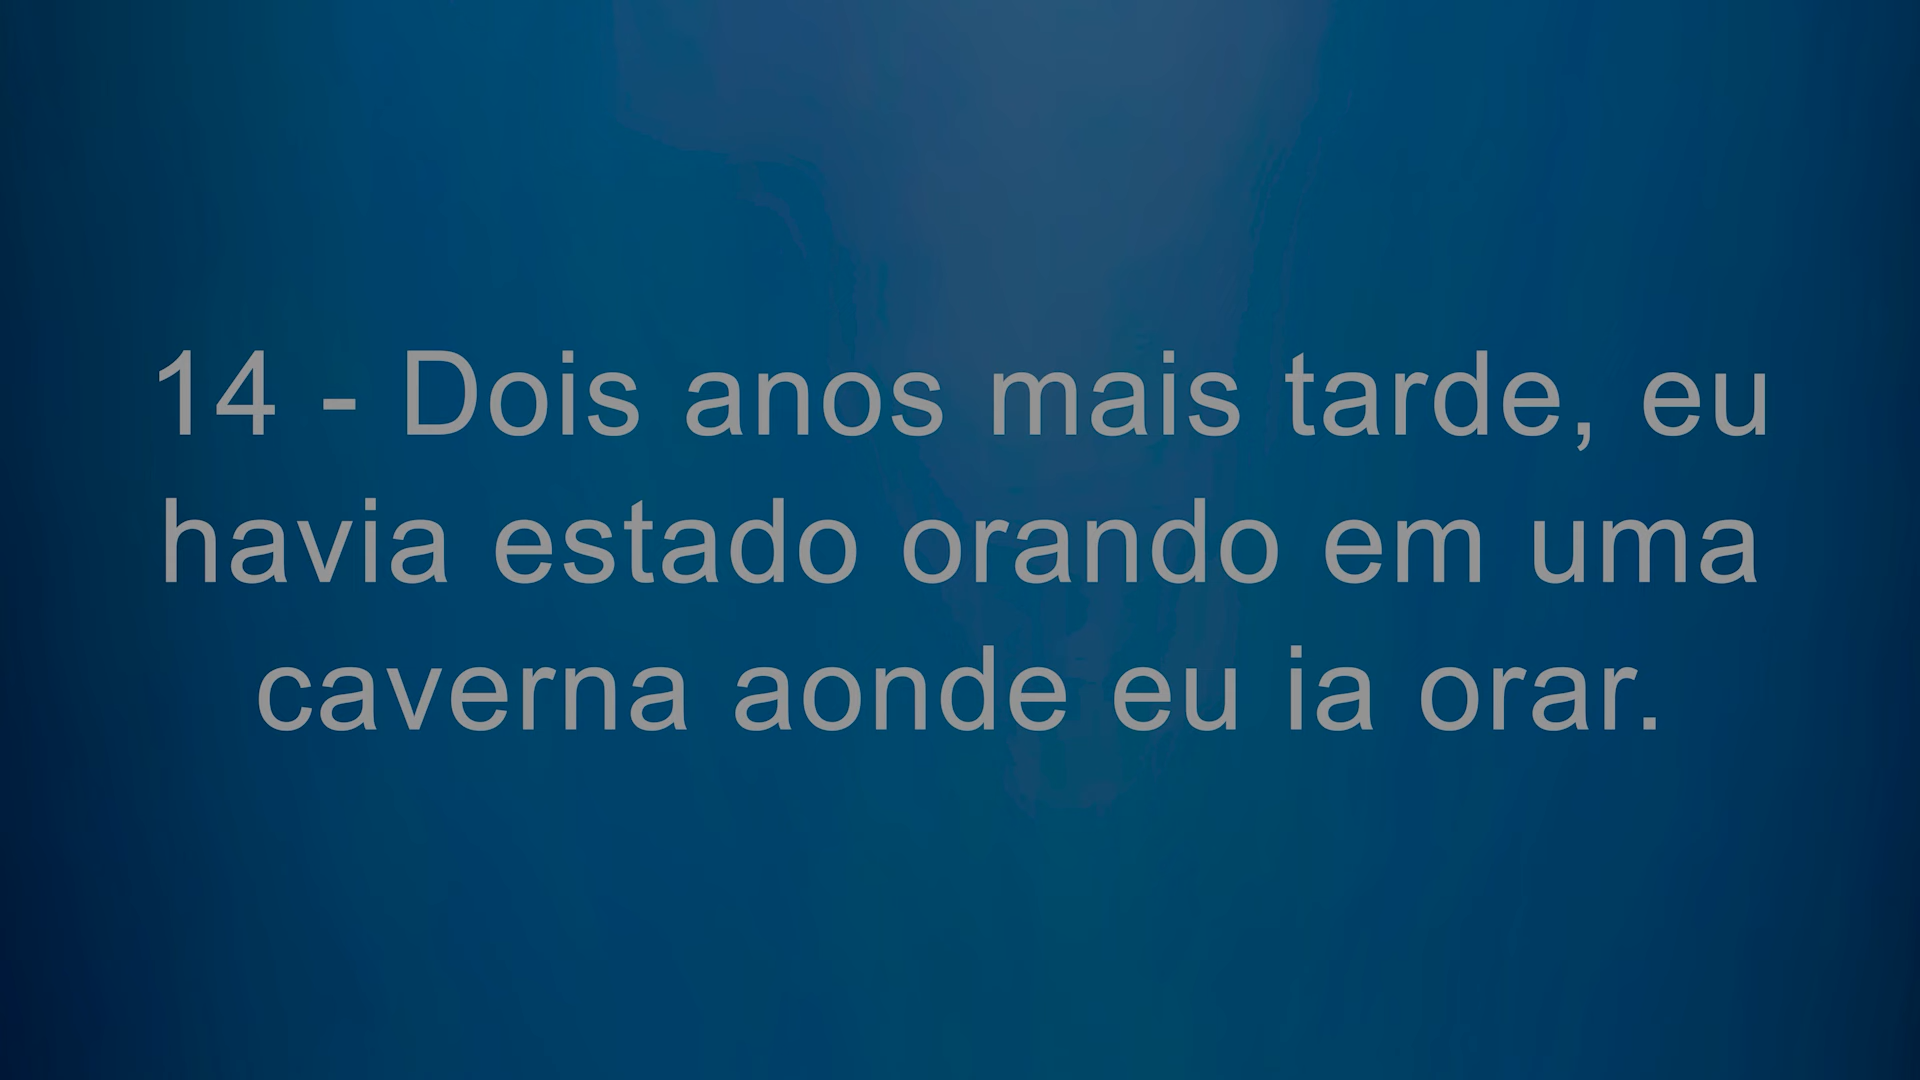 14 - Dois anos mais tarde, eu
havia estado orando em uma
caverna aonde eu ia orar.